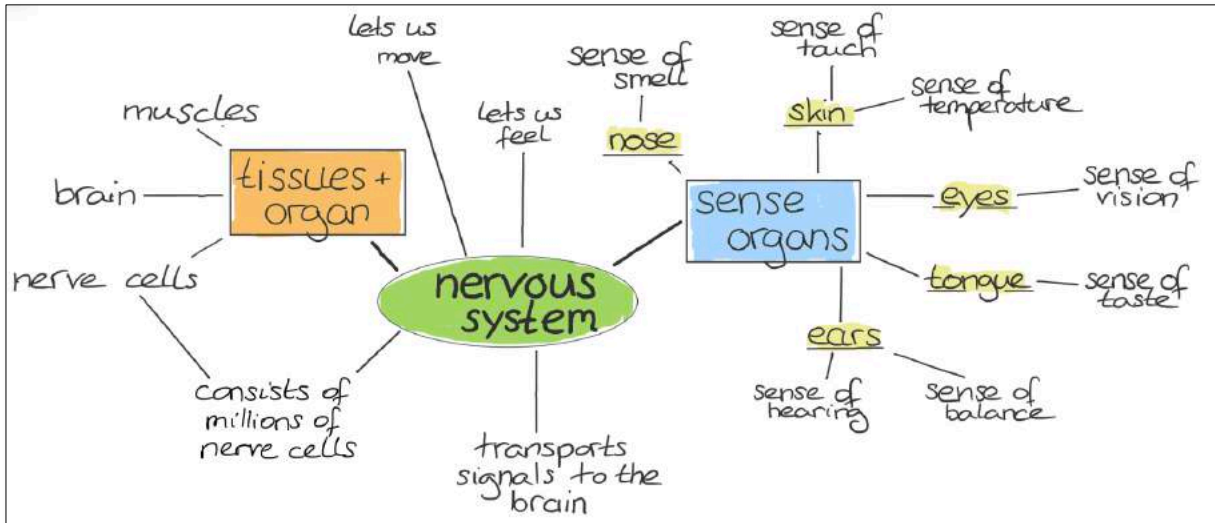 lets us
move
muscles
brain
nerve cells
tissues +
organ
lets us
feel
nervous
system
consists of
millions of
nerve cells
transports
signals to the
brain
sense of
smell
nose
sense of
touch
skin
sense of
temperature
sense
organs
eyes
sense of
vision
tongue
sense of
taste
ears
sense of
hearing
sense of
balance